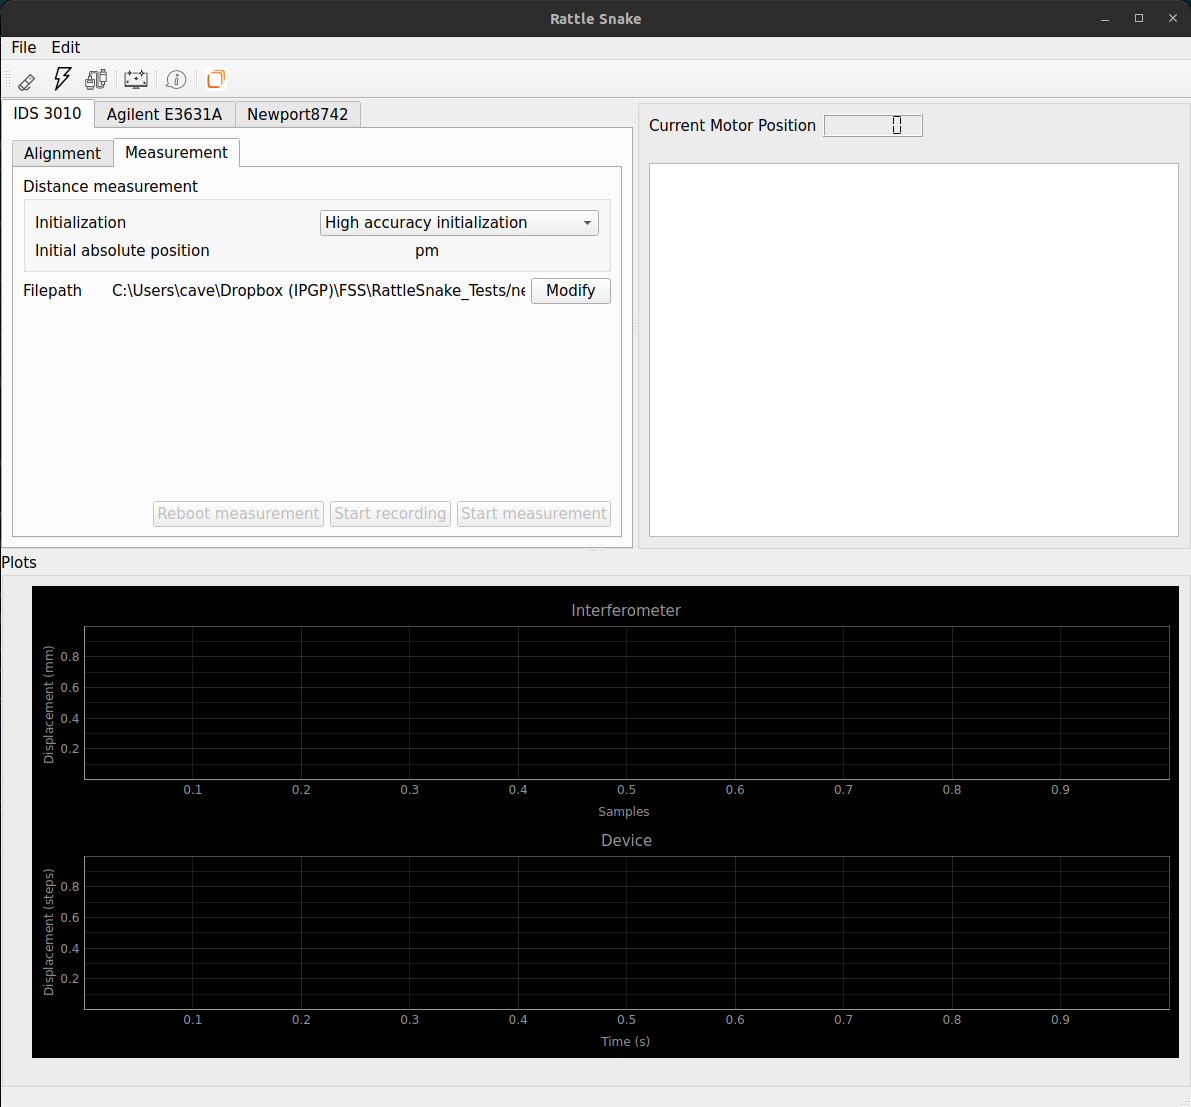 Rattle Snake
File Edit
IDS 3010 Agilent E3631A Newport8742
Current Motor Position 0
Alignment Measurement
Distance measurement
Initialization High accuracy initialization
Initial absolute position pm
Filepath C:\Users\cave\Dropbox (IPGP)\FSS\RattleSnake_Tests/ne Modify
Reboot measurement Start recording Start measurement
Plots
Interferometer
Displacement (mm)
0.8
0.6
0.4
0.2
0.1 0.2 0.3 0.4 0.5 0.6 0.7 0.8 0.9
Samples
Device
Displacement (steps)
0.8
0.6
0.4
0.2
0.1 0.2 0.3 0.4 0.5 0.6 0.7 0.8 0.9
Time (s)